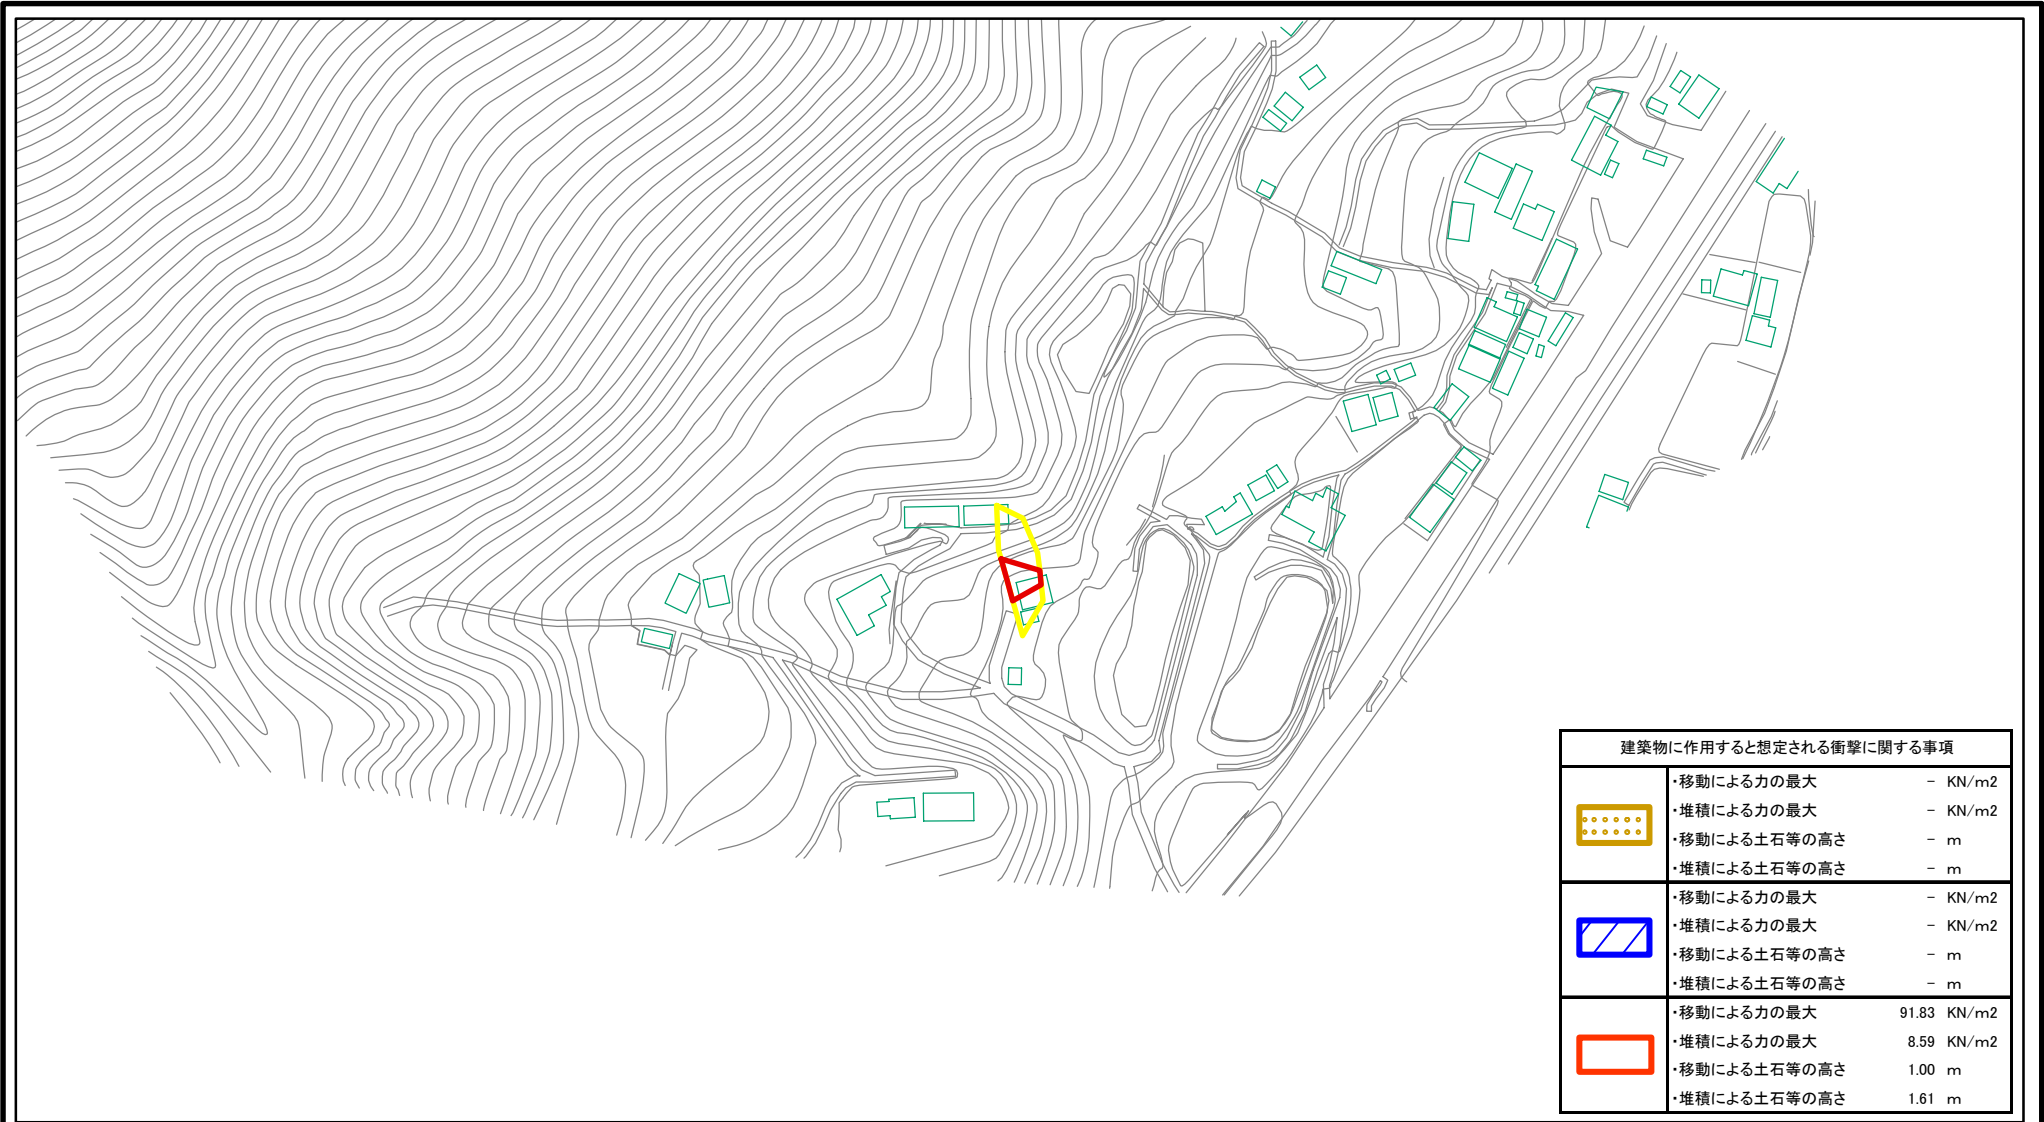 建築物に作用すると想定される衝撃に関する事項
・移動による力の最大 - KN/m2
・堆積による力の最大 - KN/m2
・移動による土石等の高さ - m
・堆積による土石等の高さ - m
・移動による力の最大 - KN/m2
・堆積による力の最大 - KN/m2
・移動による土石等の高さ - m
・堆積による土石等の高さ - m
・移動による力の最大 91.83 KN/m2
・堆積による力の最大 8.59 KN/m2
・移動による土石等の高さ 1.00 m
・堆積による土石等の高さ 1.61 m